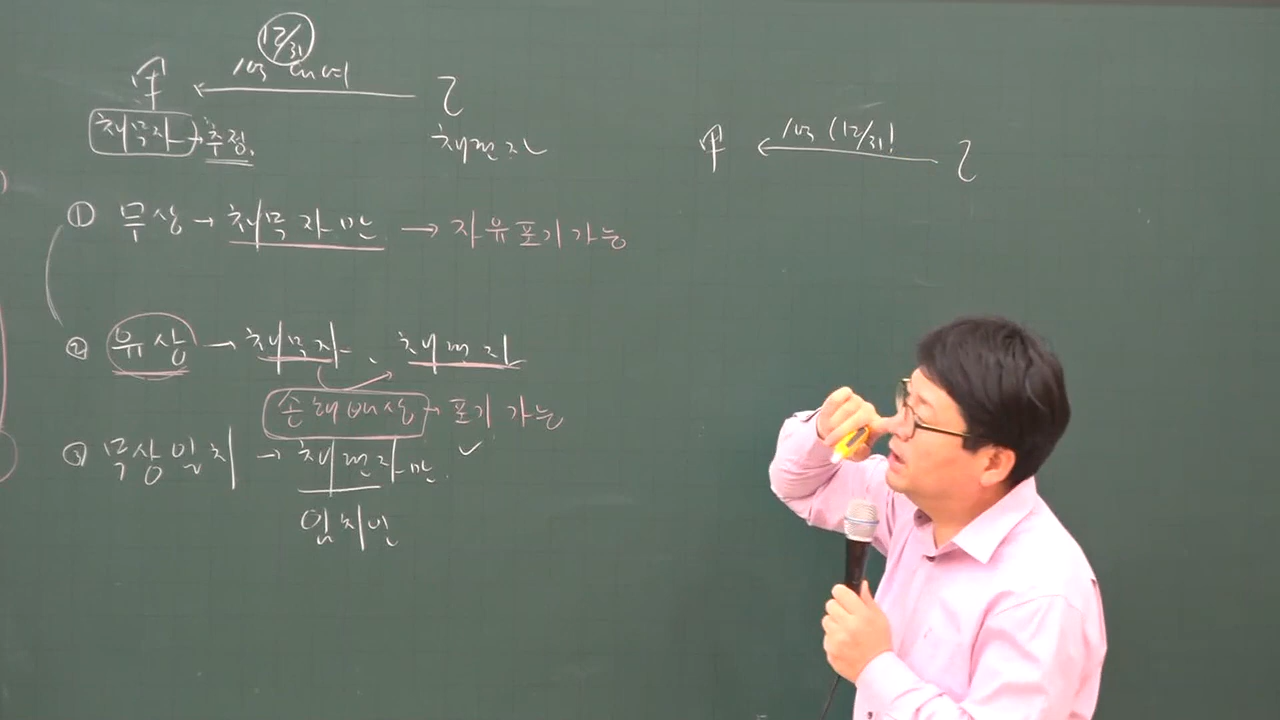 12/31
甲 ← 1억 대여 乙
채무자 → 추정. 채권자
① 무상 → 채무자만 → 자유포기가능
② 유상 → 채무자, 채권자
손해배상 → 포기 가능
③ 무상임치 → 채권자만.
임치인
甲 ← 1억 (12/31) 乙